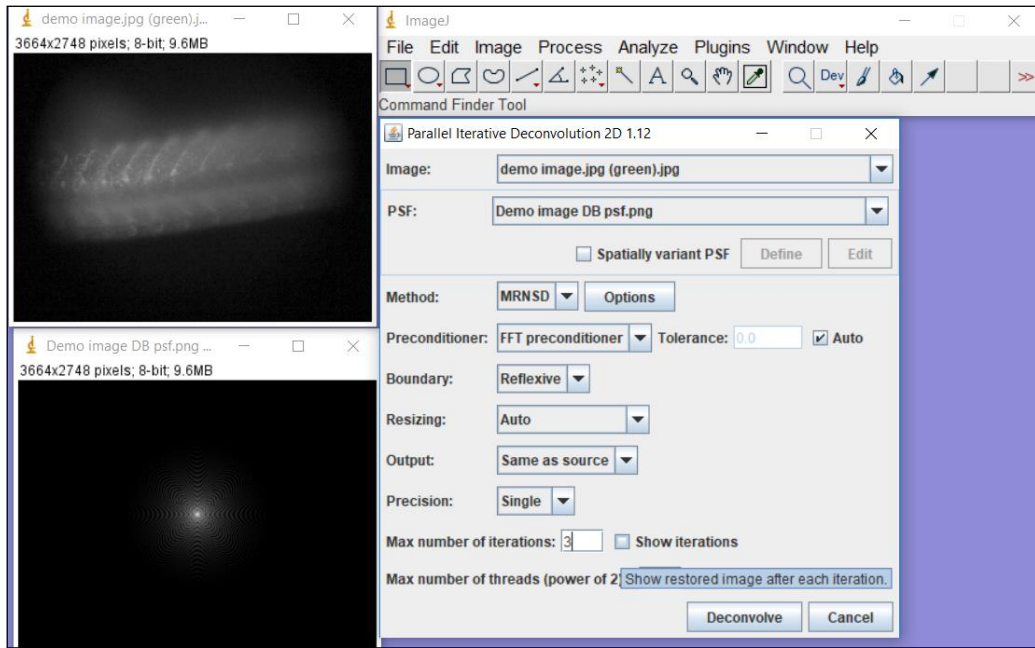 demo image.jpg (green).j...
3664x2748 pixels; 8-bit; 9.6MB
Demo image DB psf.png ...
3664x2748 pixels; 8-bit; 9.6MB
ImageJ
File Edit Image Process Analyze Plugins Window Help
A Dev >>
Command Finder Tool
Parallel Iterative Deconvolution 2D 1.12
Image: demo image.jpg (green).jpg
PSF: Demo image DB psf.png
Spatially variant PSF Define Edit
Method: MRNSD Options
Preconditioner: FFT preconditioner Tolerance: 0.0 Auto
Boundary: Reflexive
Resizing: Auto
Output: Same as source
Precision: Single
Max number of iterations: 3 Show iterations
Max number of threads (power of 2) Show restored image after each iteration.
Deconvolve Cancel